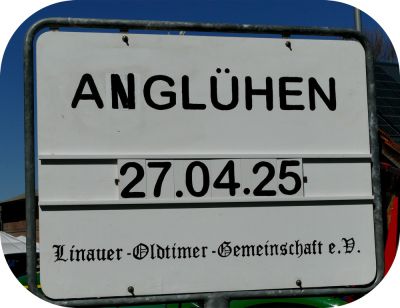 ANGLÜHEN
27.04.25
Linauer-Oldtimer-Gemeinschaft e.V.